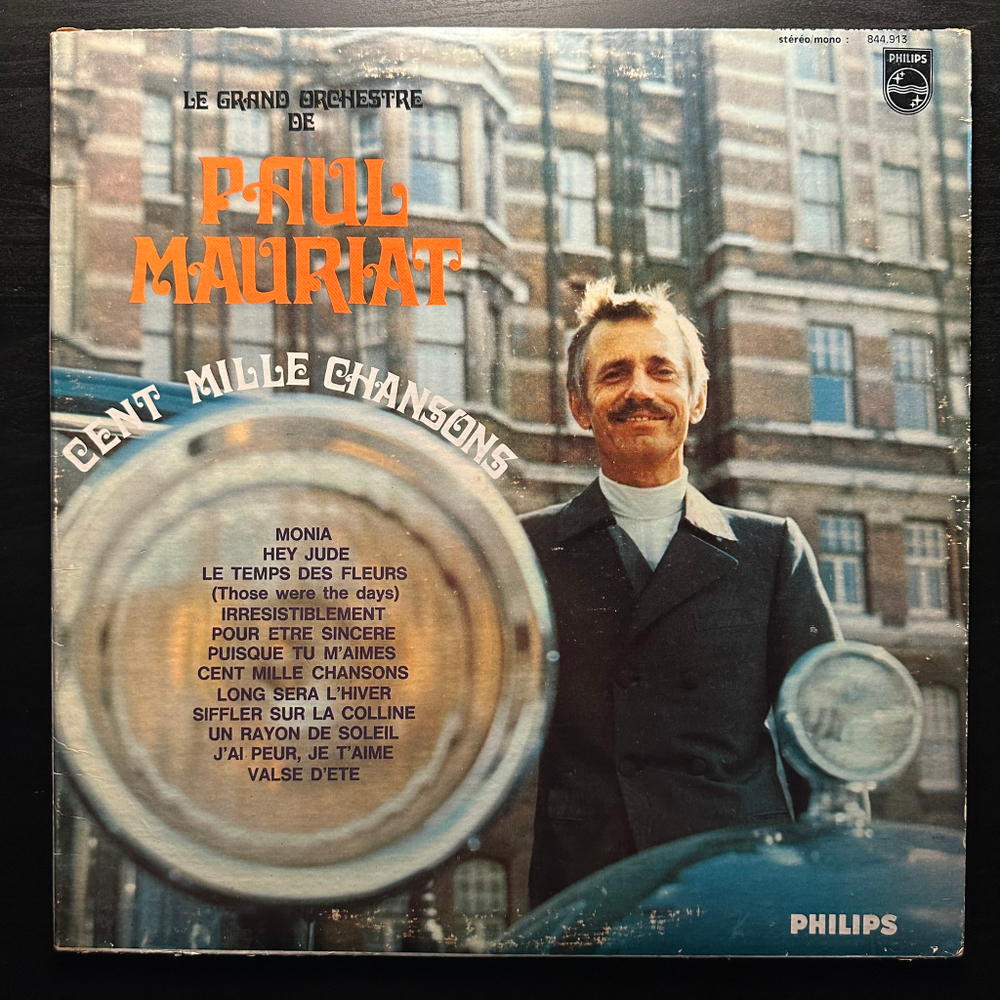 stéréo/mono : 844.913
PHILIPS
LE GRAND ORCHESTRE
DE
PAUL
MAURIAT
CENT MILLE CHANSONS
MONIA
HEY JUDE
LE TEMPS DES FLEURS
(Those were the days)
IRRESISTIBLEMENT
POUR ETRE SINCERE
PUISQUE TU M'AIMES
CENT MILLE CHANSONS
LONG SERA L'HIVER
SIFFLER SUR LA COLLINE
UN RAYON DE SOLEIL
J'AI PEUR, JE T'AIME
VALSE D'ETE
PHILIPS